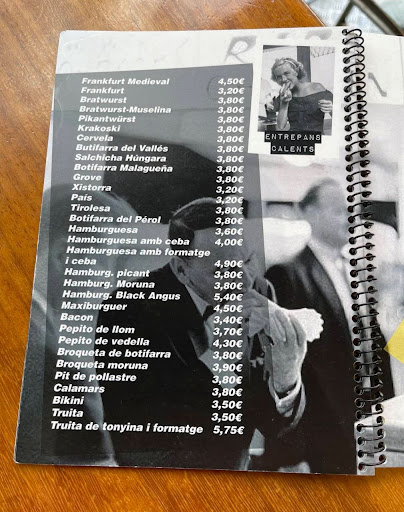 Frankfurt Medieval 4,50€
Frankfurt 3,20€
Bratwurst 3,80€
Bratwurst-Muselina 3,80€
Pikantwürst 3,80€
Krakoski 3,80€
Cervela 3,80€
Butifarra del Vallés 3,80€
Salchicha Húngara 3,80€
Botifarra Malagueña 3,80€
Grove 3,80€
Xistorra 3,20€
País 3,20€
Tirolesa 3,80€
Botifarra del Pérol 3,80€
Hamburguesa 3,60€
Hamburguesa amb ceba 4,00€
Hamburguesa amb formatge
i ceba 4,90€
Hamburg. picant 3,80€
Hamburg. Moruna 3,80€
Hamburg. Black Angus 5,40€
Maxiburguer 4,50€
Bacon 3,40€
Pepito de llom 3,70€
Pepito de vedella 4,30€
Broqueta de botifarra 3,80€
Broqueta moruna 3,90€
Pit de pollastre 3,80€
Calamars 3,80€
Bikini 3,50€
Truita 3,50€
Truita de tonyina i formatge 5,75€
ENTREPANS
CALENTS